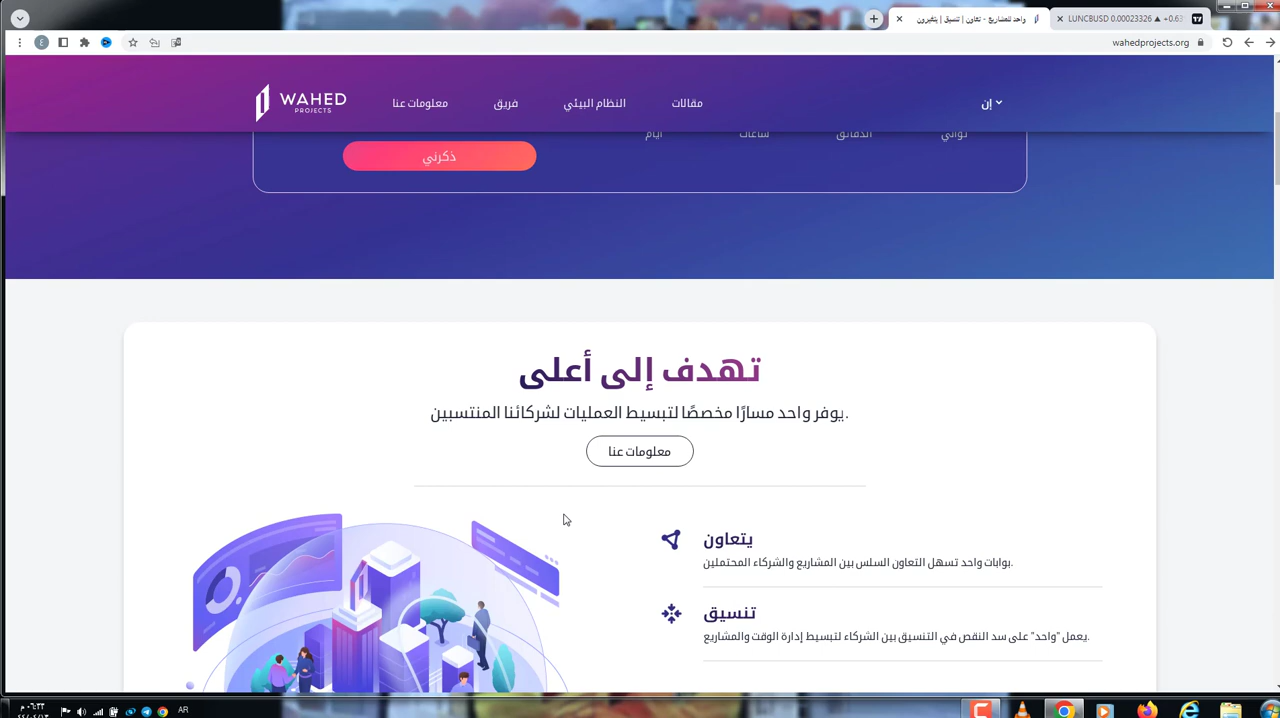 واحد للمشاريع - تعاون | تنسيق | يتغيرون
LUNCBUSD 0.00023326 ▲ +0.63
wahedprojects.org
WAHED
PROJECTS
معلومات عنا
فريق
النظام البيئي
مقالات
إن
أيام
ساعات
الدقائق
ثواني
ذكرني
تهدف إلى أعلى
يوفر واحد مسارًا مخصصًا لتبسيط العمليات لشركائنا المنتسبين.
معلومات عنا
يتعاون
بوابات واحد تسهل التعاون السلس بين المشاريع والشركاء المحتملين.
تنسيق
يعمل "واحد" على سد النقص في التنسيق بين الشركاء لتبسيط إدارة الوقت والمشاريع.
AR